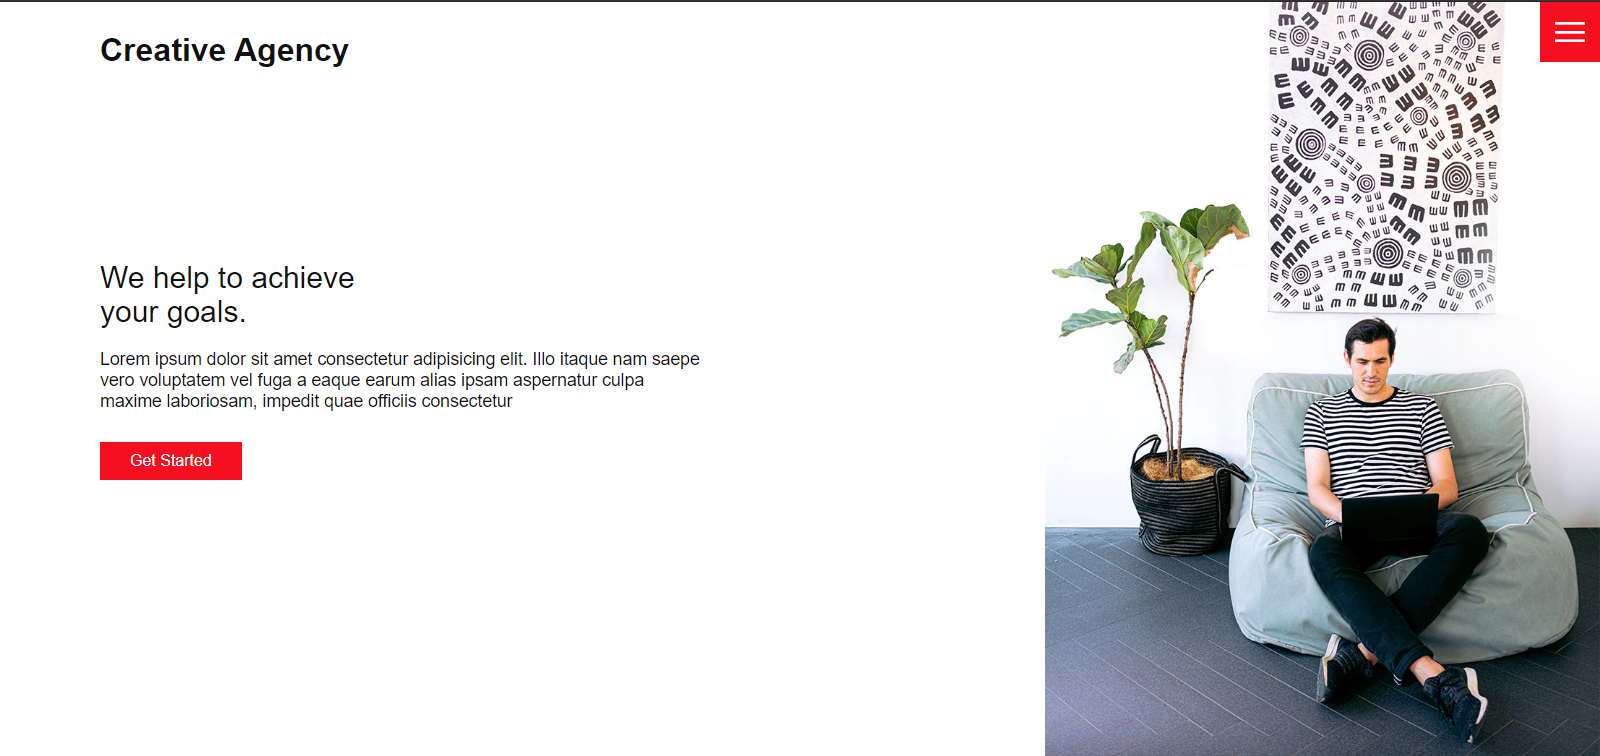 Creative Agency
We help to achieve
your goals.
Lorem ipsum dolor sit amet consectetur adipisicing elit. Illo itaque nam saepe
vero voluptatem vel fuga a eaque earum alias ipsam aspernatur culpa
maxime laboriosam, impedit quae officiis consectetur
Get Started